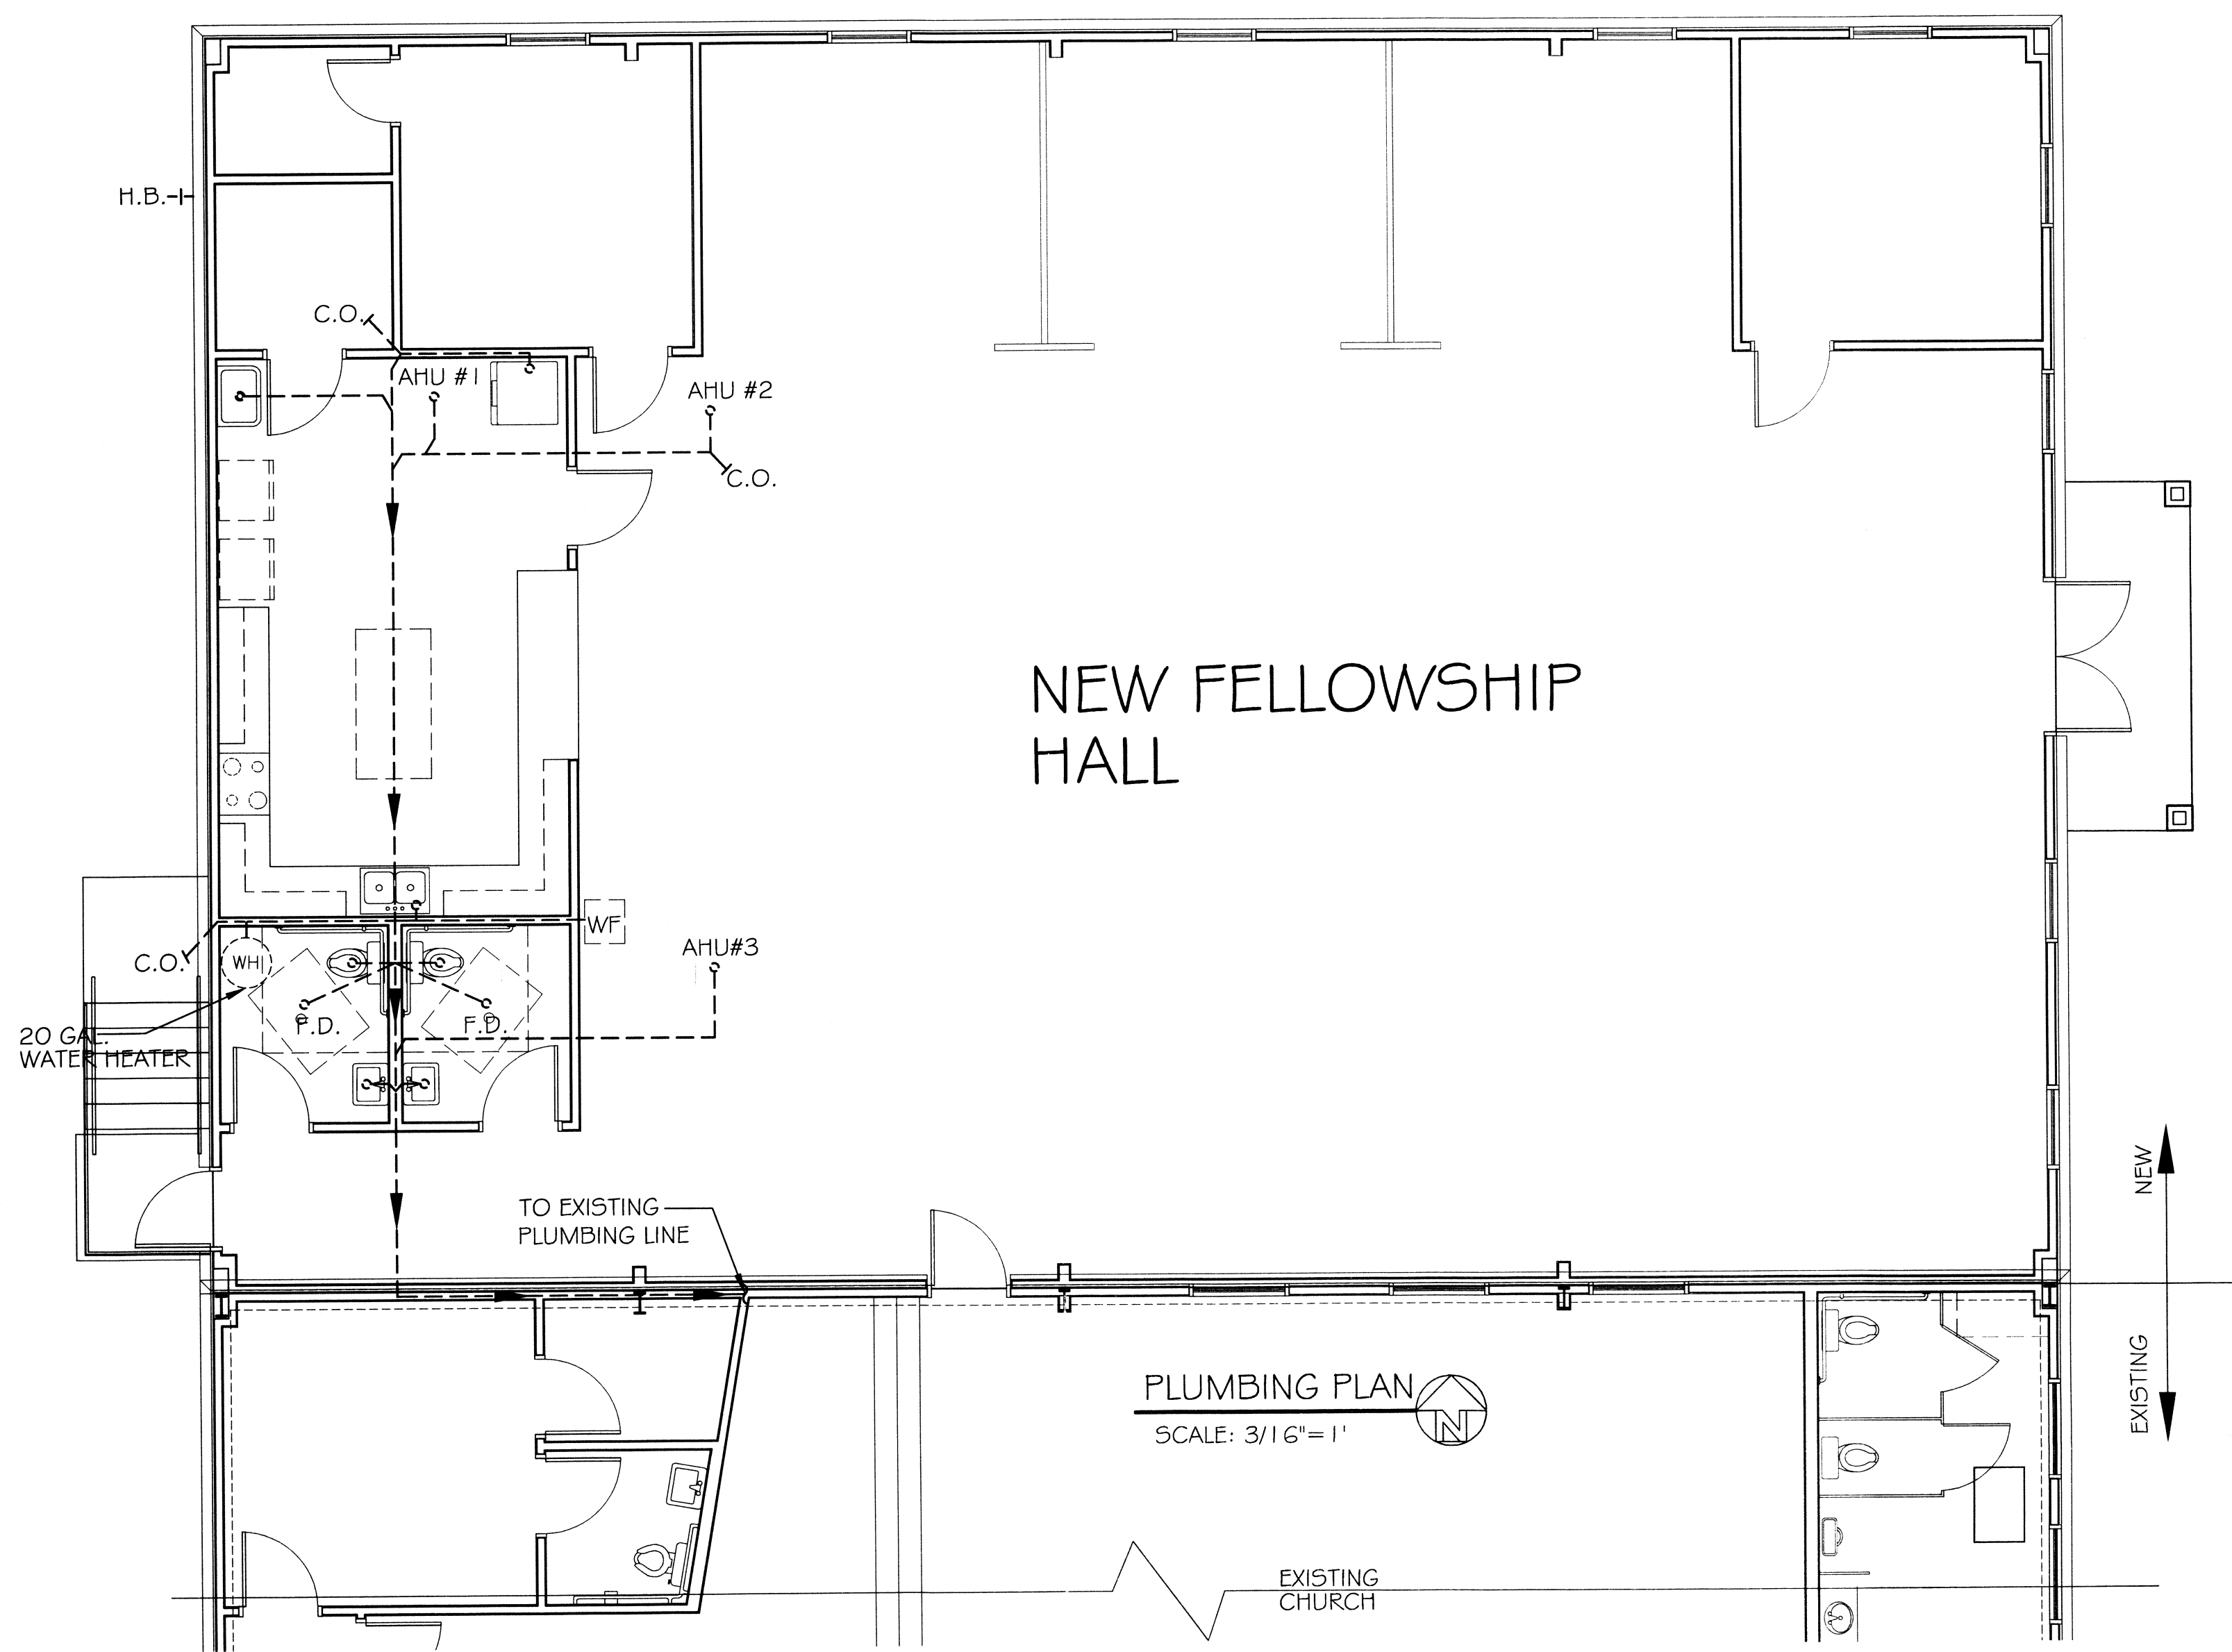 H.B.
C.O.
AHU #1
AHU #2
C.O.
NEW FELLOWSHIP
HALL
WF
C.O.
WH
AHU#3
F.D.
F.D.
20 GAL.
WATER HEATER
TO EXISTING
PLUMBING LINE
NEW
EXISTING
PLUMBING PLAN
N
SCALE: 3/16"=1'
EXISTING
CHURCH